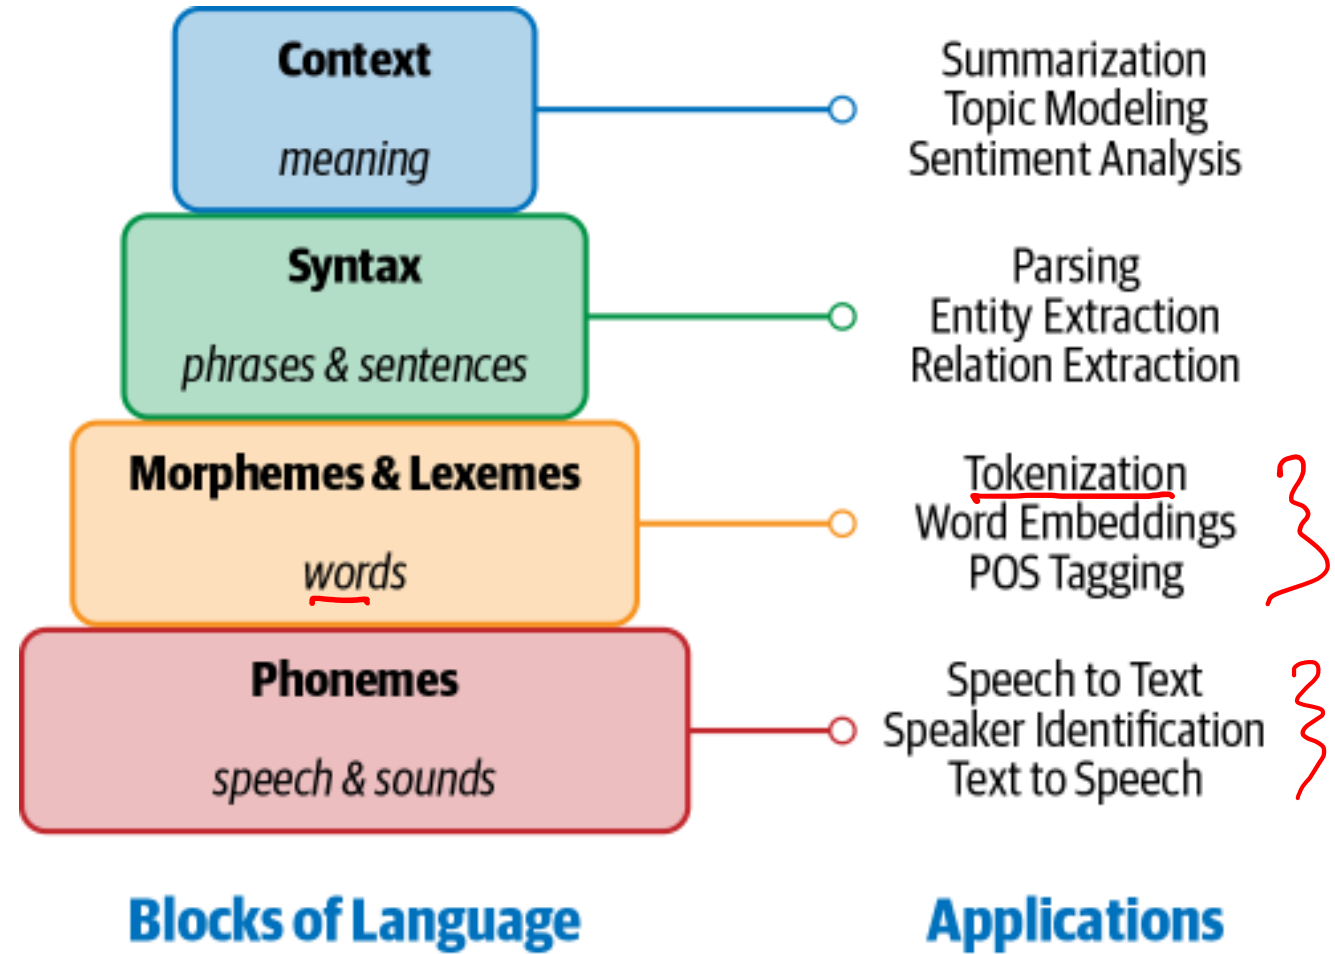 Context
meaning
Summarization
Topic Modeling
Sentiment Analysis
Syntax
phrases & sentences
Parsing
Entity Extraction
Relation Extraction
Morphemes & Lexemes
words
Tokenization
Word Embeddings
POS Tagging
Phonemes
speech & sounds
Speech to Text
Speaker Identification
Text to Speech
Blocks of Language
Applications